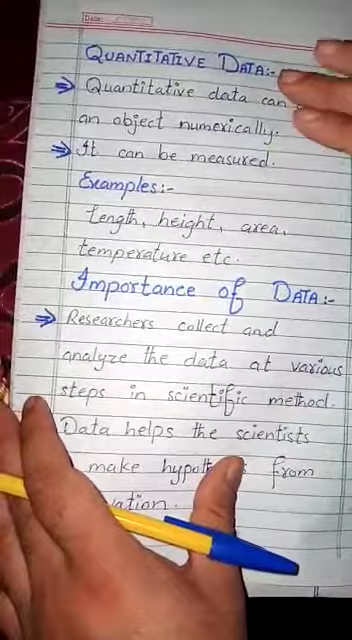 Date:
QUANTITATIVE DATA:-
⇒ Quantitative data can
an object numerically.
⇒ It can be measured.
Examples:-
Length, height, area,
temperature etc.
Importance of DATA:-
⇒ Researchers collect and
analyze the data at various
steps in scientific method.
Data helps the scientists
make from